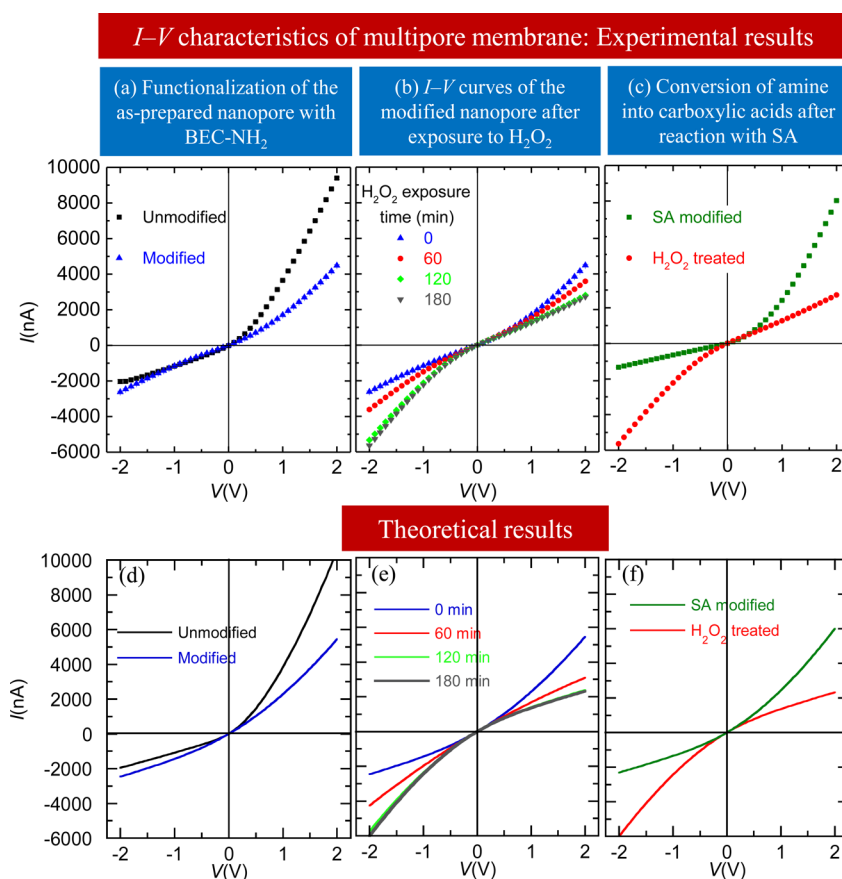 I–V characteristics of multipore membrane: Experimental results
(a) Functionalization of the
as-prepared nanopore with
BEC-NH₂
(b) I–V curves of the
modified nanopore after
exposure to H₂O₂
(c) Conversion of amine
into carboxylic acids after
reaction with SA
10000
8000
6000
4000
2000
0
-2000
-4000
-6000
I(nA)
Unmodified
Modified
-2 -1 0 1 2
V(V)
H₂O₂ exposure
time (min)
0
60
120
180
-2 -1 0 1 2
V(V)
SA modified
H₂O₂ treated
-2 -1 0 1 2
V(V)
Theoretical results
10000
8000
6000
4000
2000
0
-2000
-4000
-6000
I(nA)
(d)
Unmodified
Modified
-2 -1 0 1 2
V(V)
(e)
0 min
60 min
120 min
180 min
-2 -1 0 1 2
V(V)
(f)
SA modified
H₂O₂ treated
-2 -1 0 1 2
V(V)